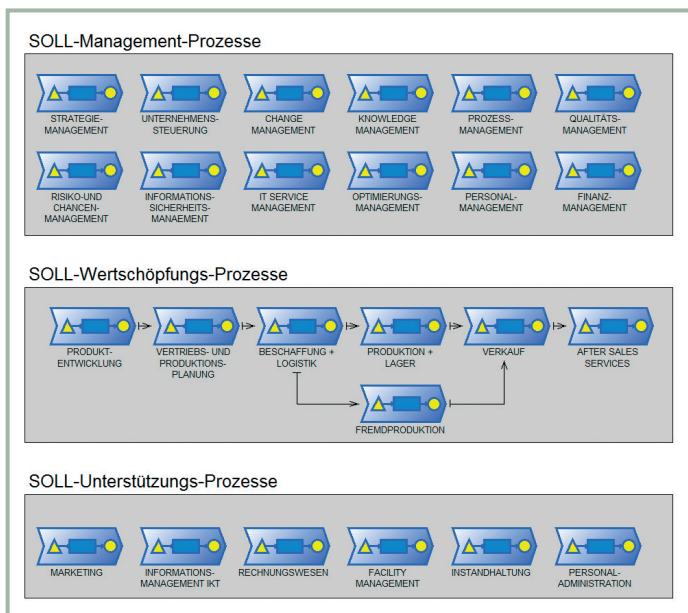 SOLL-Management-Prozesse
STRATEGIE-
MANAGEMENT
UNTERNEHMENS-
STEUERUNG
CHANGE
MANAGEMENT
KNOWLEDGE
MANAGEMENT
PROZESS-
MANAGEMENT
QUALITÄTS-
MANAGEMENT
RISIKO-UND
CHANCEN-
MANAGEMENT
INFORMATIONS-
SICHERHEITS-
MANAEMENT
IT SERVICE
MANAGEMENT
OPTIMIERUNGS-
MANAGEMENT
PERSONAL-
MANAGEMENT
FINANZ-
MANAGEMENT
SOLL-Wertschöpfungs-Prozesse
PRODUKT-
ENTWICKLUNG
VERTRIEBS- UND
PRODUKTIONS-
PLANUNG
BESCHAFFUNG +
LOGISTIK
PRODUKTION +
LAGER
VERKAUF
AFTER SALES
SERVICES
FREMDPRODUKTION
SOLL-Unterstützungs-Prozesse
MARKETING
INFORMATIONS-
MANAGEMENT IKT
RECHNUNGSWESEN
FACILITY
MANAGEMENT
INSTANDHALTUNG
PERSONAL-
ADMINISTRATION